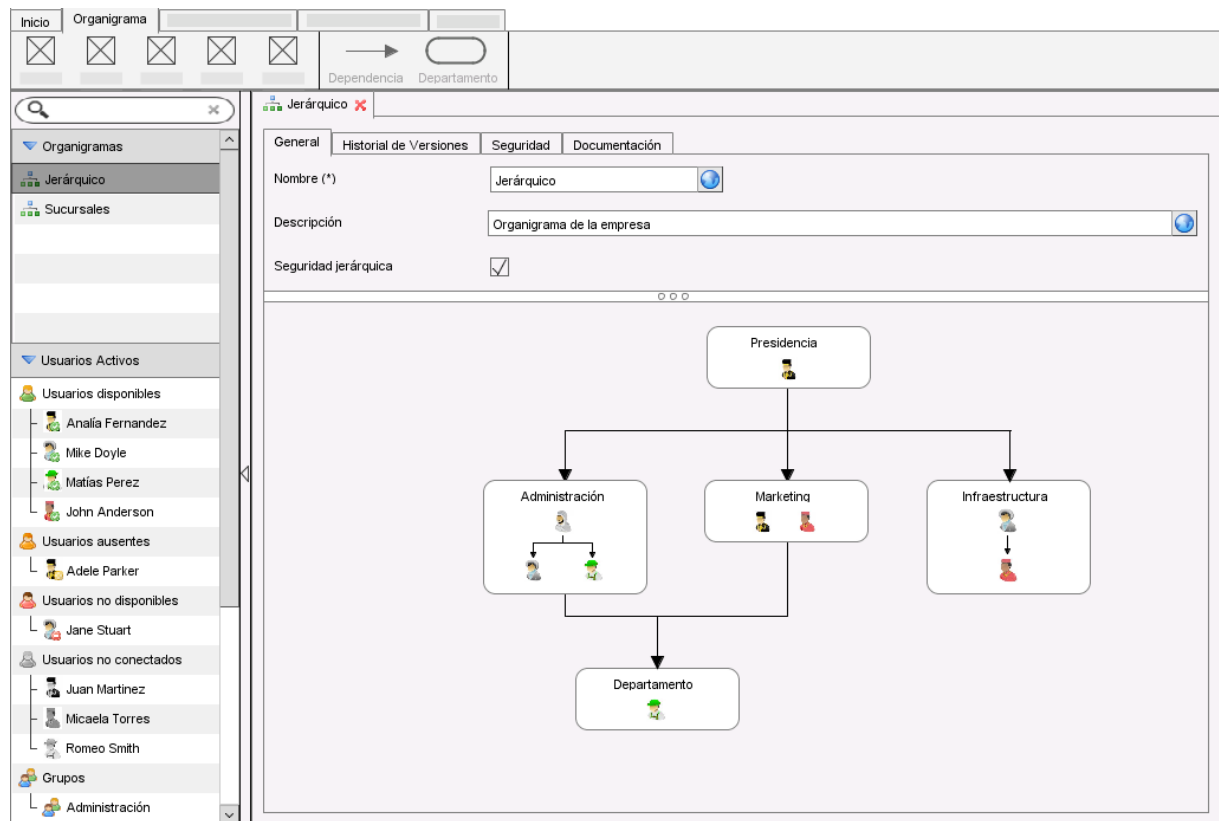 Inicio
Organigrama
Dependencia
Departamento
Organigramas
Jerárquico
Sucursales
Usuarios Activos
Usuarios disponibles
Analía Fernandez
Mike Doyle
Matías Perez
John Anderson
Usuarios ausentes
Adele Parker
Usuarios no disponibles
Jane Stuart
Usuarios no conectados
Juan Martinez
Micaela Torres
Romeo Smith
Grupos
Administración
Jerárquico
General
Historial de Versiones
Seguridad
Documentación
Nombre (*)
Jerárquico
Descripción
Organigrama de la empresa
Seguridad jerárquica
Presidencia
Administración
Marketing
Infraestructura
Departamento